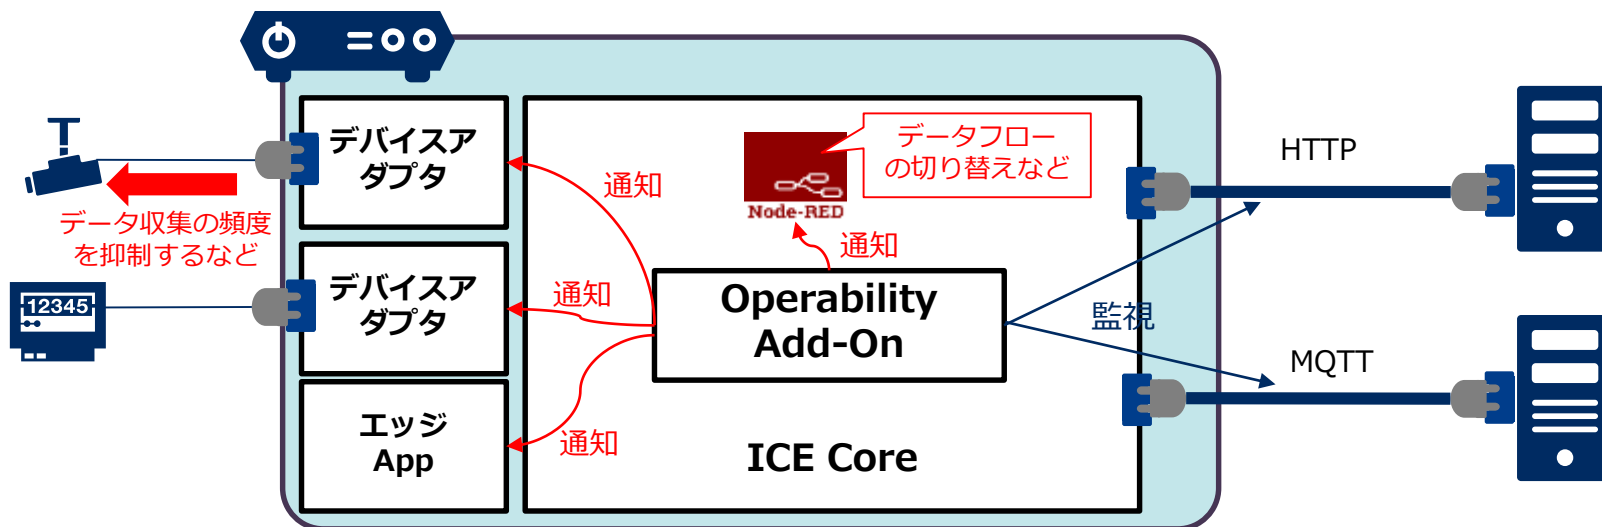 デバイスア
ダプタ
通知
データ収集の頻度
を抑制するなど
12345
デバイスア
ダプタ
通知
エッジ
App
通知
Node-RED
データフロー
の切り替えなど
通知
Operability
Add-On
ICE Core
監視
HTTP
MQTT